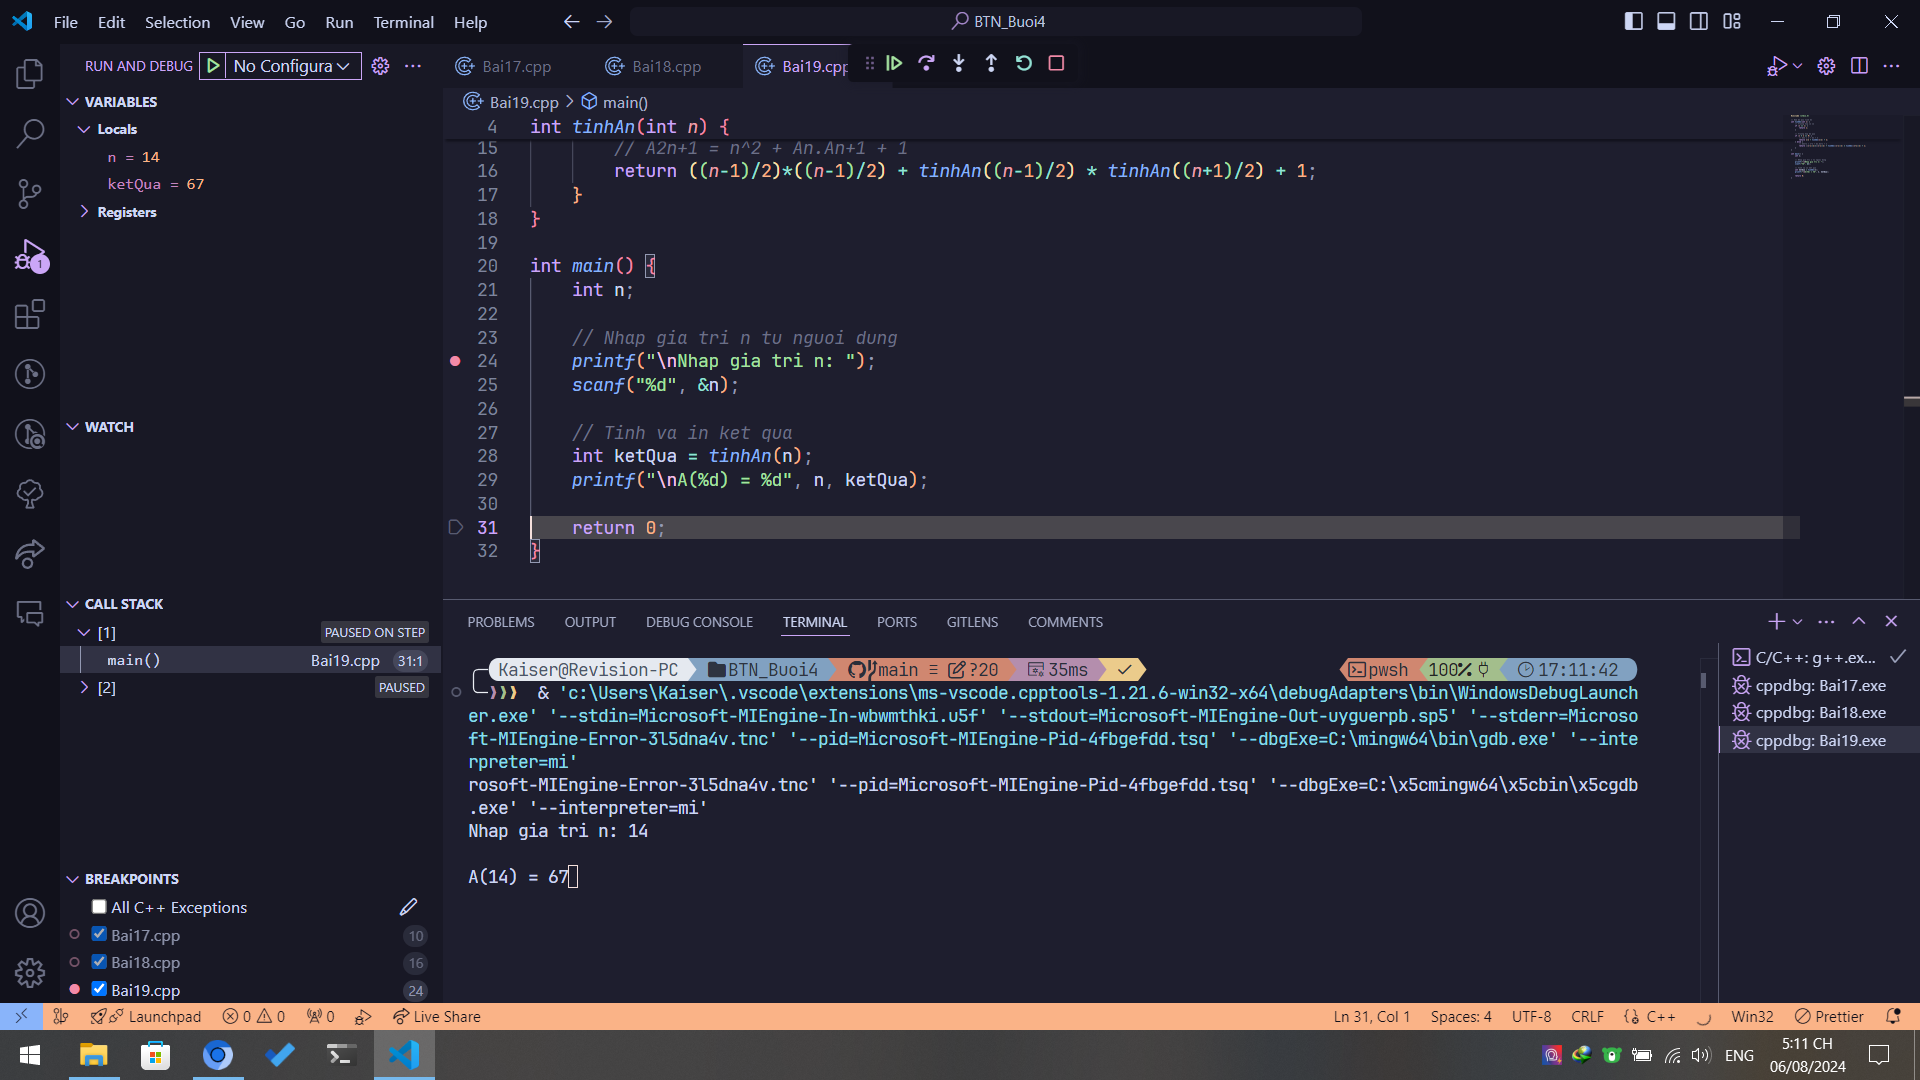 File Edit Selection View Go Run Terminal Help
BTN_Buoi4
RUN AND DEBUG No Configura
Bai17.cpp
Bai18.cpp
Bai19.cpp
Bai19.cpp > main()
VARIABLES
Locals
n = 14
ketQua = 67
Registers
WATCH
CALL STACK
[1] PAUSED ON STEP
main() Bai19.cpp 31:1
[2] PAUSED
BREAKPOINTS
All C++ Exceptions
Bai17.cpp 10
Bai18.cpp 16
Bai19.cpp 24
4 int tinhAn(int n) {
15 // A2n+1 = n^2 + An.An+1 + 1
16 return ((n-1)/2)*((n-1)/2) + tinhAn((n-1)/2) * tinhAn((n+1)/2) + 1;
17 }
18 }
19
20 int main() {
21 int n;
22
23 // Nhap gia tri n tu nguoi dung
24 printf("\nNhap gia tri n: ");
25 scanf("%d", &n);
26
27 // Tinh va in ket qua
28 int ketQua = tinhAn(n);
29 printf("\nA(%d) = %d", n, ketQua);
30
31 return 0;
32 }
PROBLEMS OUTPUT DEBUG CONSOLE TERMINAL PORTS GITLENS COMMENTS
Kaiser@Revision-PC BTN_Buoi4 main ≡ ?20 35ms pwsh 100% 17:11:42
& 'c:\Users\Kaiser\.vscode\extensions\ms-vscode.cpptools-1.21.6-win32-x64\debugAdapters\bin\WindowsDebugLaunch
er.exe' '--stdin=Microsoft-MIEngine-In-wbwmthki.u5f' '--stdout=Microsoft-MIEngine-Out-uyguerpb.sp5' '--stderr=Microso
ft-MIEngine-Error-3l5dna4v.tnc' '--pid=Microsoft-MIEngine-Pid-4fbgefdd.tsq' '--dbgExe=C:\mingw64\bin\gdb.exe' '--inte
rpreter=mi'
rosoft-MIEngine-Error-3l5dna4v.tnc' '--pid=Microsoft-MIEngine-Pid-4fbgefdd.tsq' '--dbgExe=C:\x5cmingw64\x5cbin\x5cgdb
.exe' '--interpreter=mi'
Nhap gia tri n: 14
A(14) = 67
C/C++: g++.ex...
cppdbg: Bai17.exe
cppdbg: Bai18.exe
cppdbg: Bai19.exe
Launchpad 0 0 0 Live Share Ln 31, Col 1 Spaces: 4 UTF-8 CRLF C++ Win32 Prettier
1
ENG
5:11 CH
06/08/2024